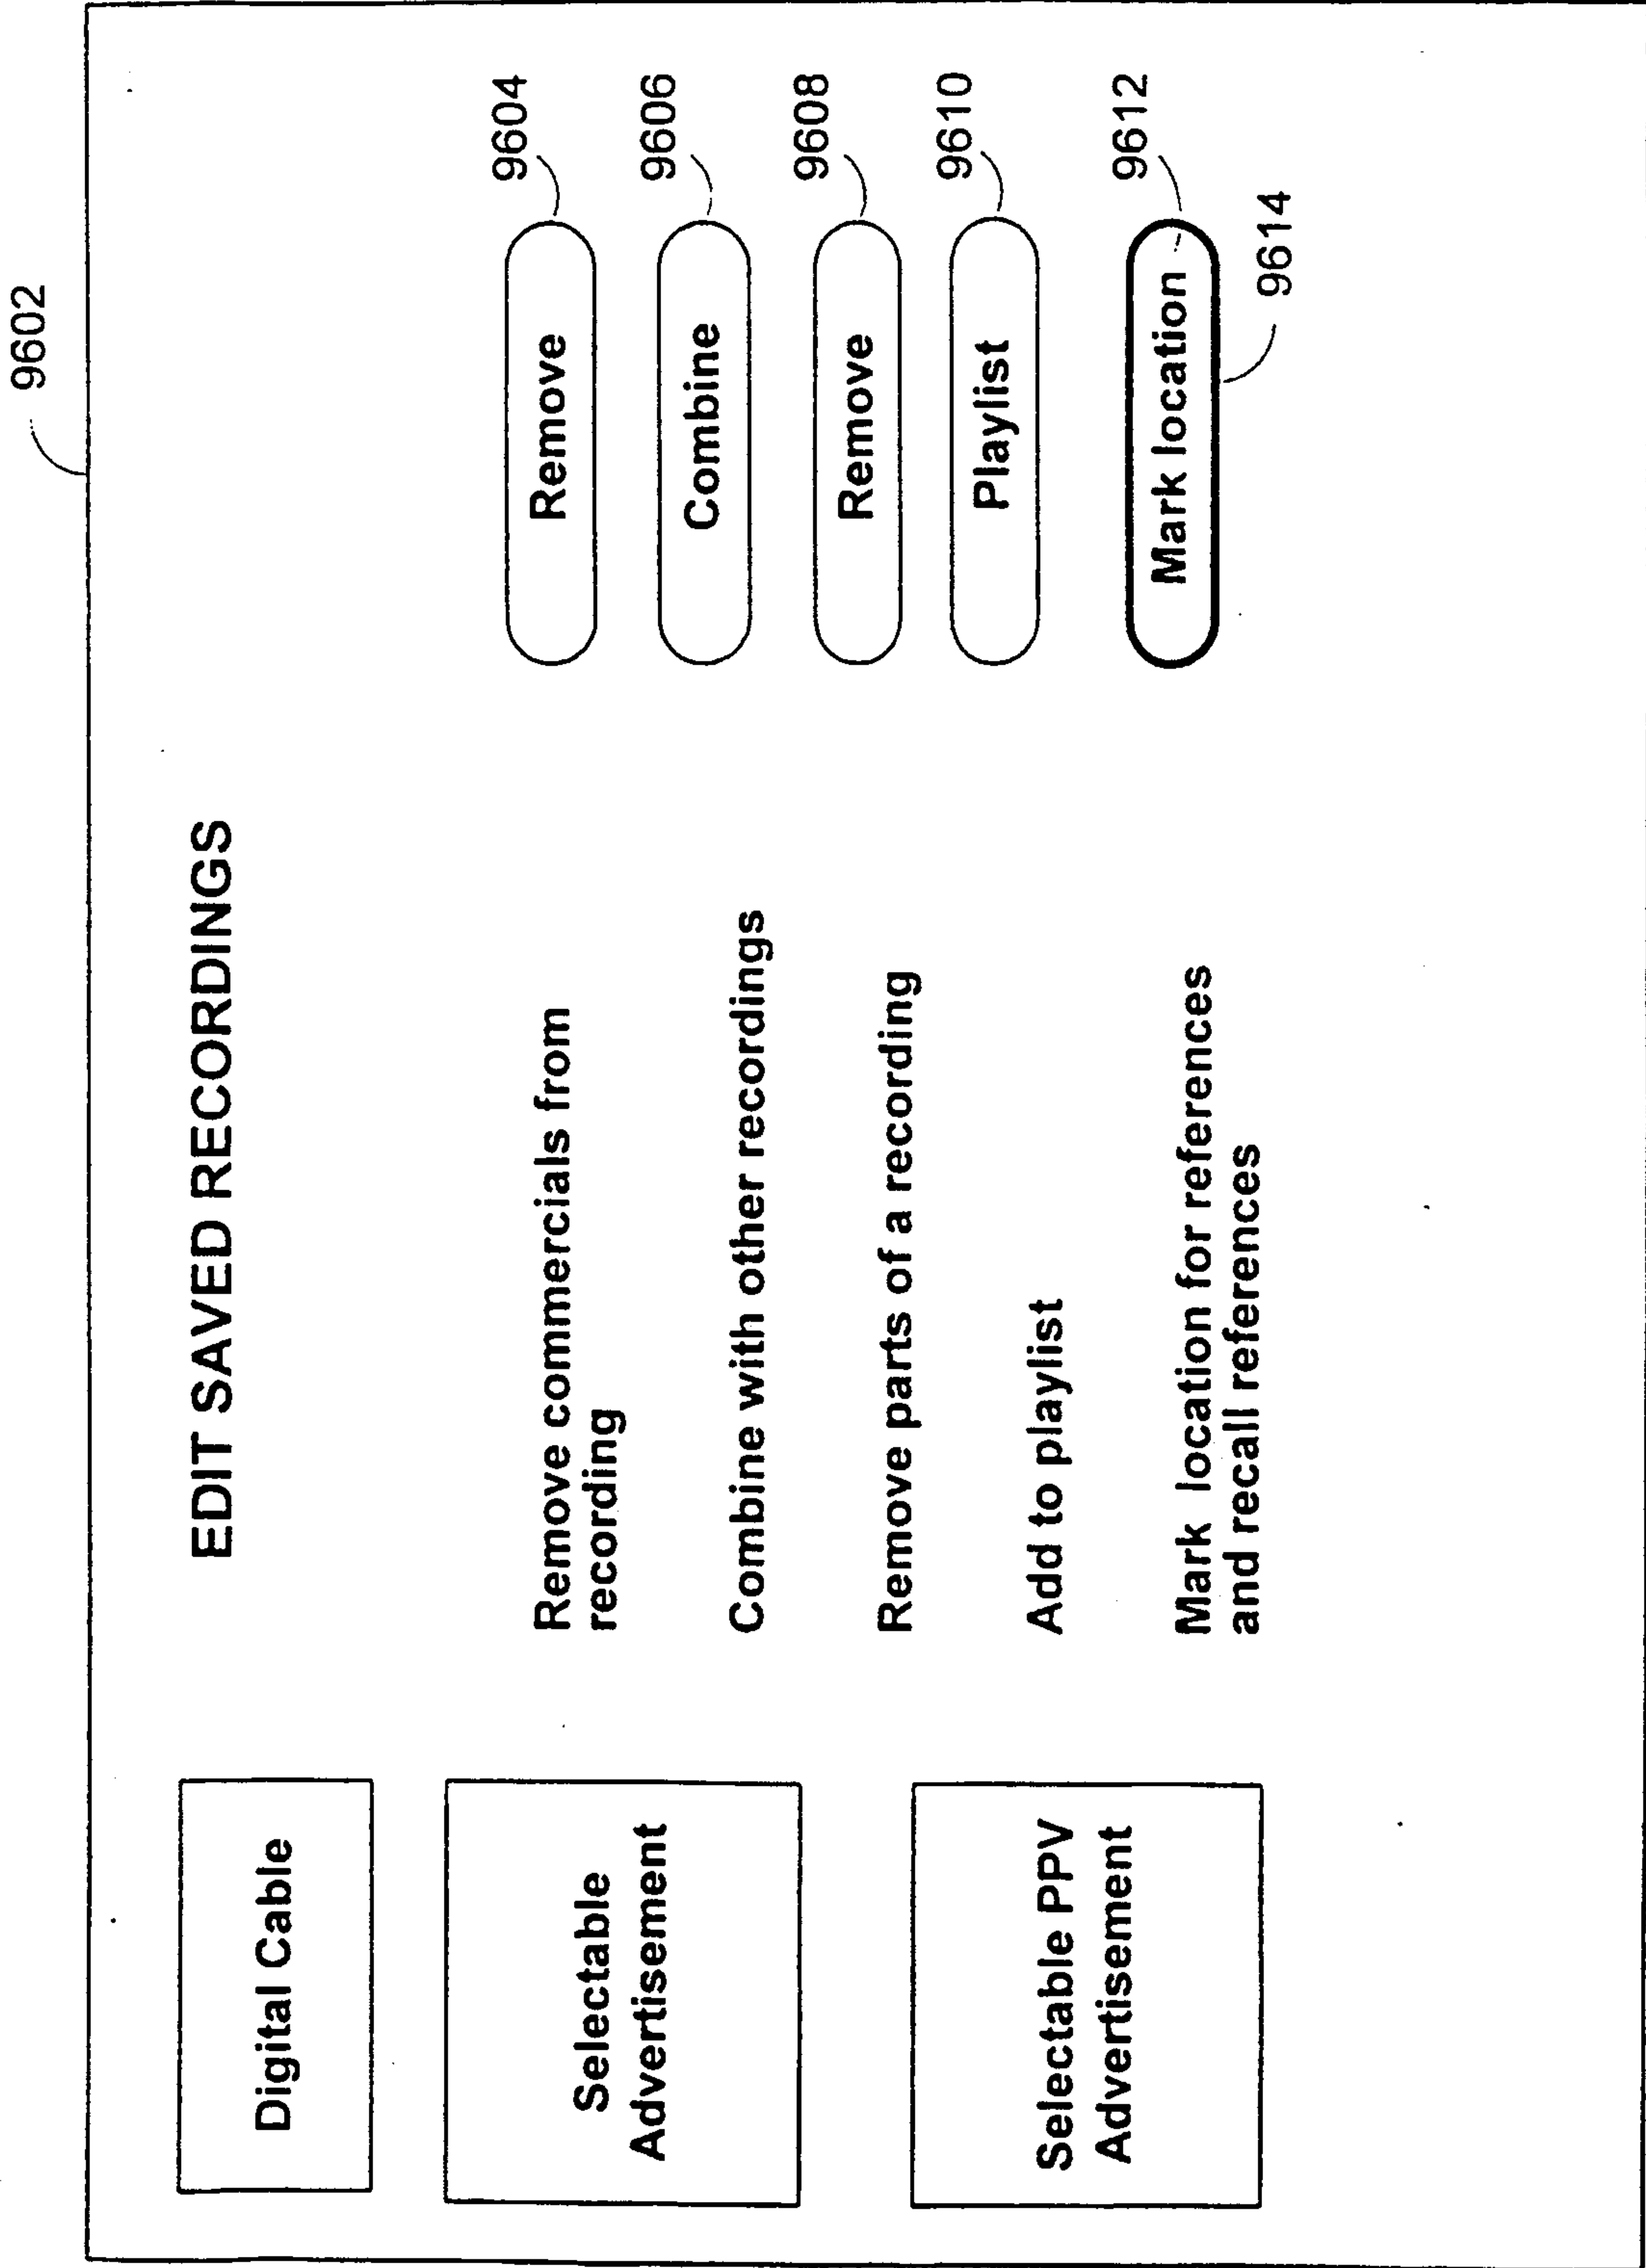 9602
EDIT SAVED RECORDINGS
Digital Cable
Selectable
Advertisement
Selectable PPV
Advertisement
Remove commercials from
recording
Remove
9604
Combine with other recordings
Combine
9606
Remove parts of a recording
Remove
9608
Add to playlist
Playlist
9610
Mark location for references
and recall references
Mark location
9612
9614